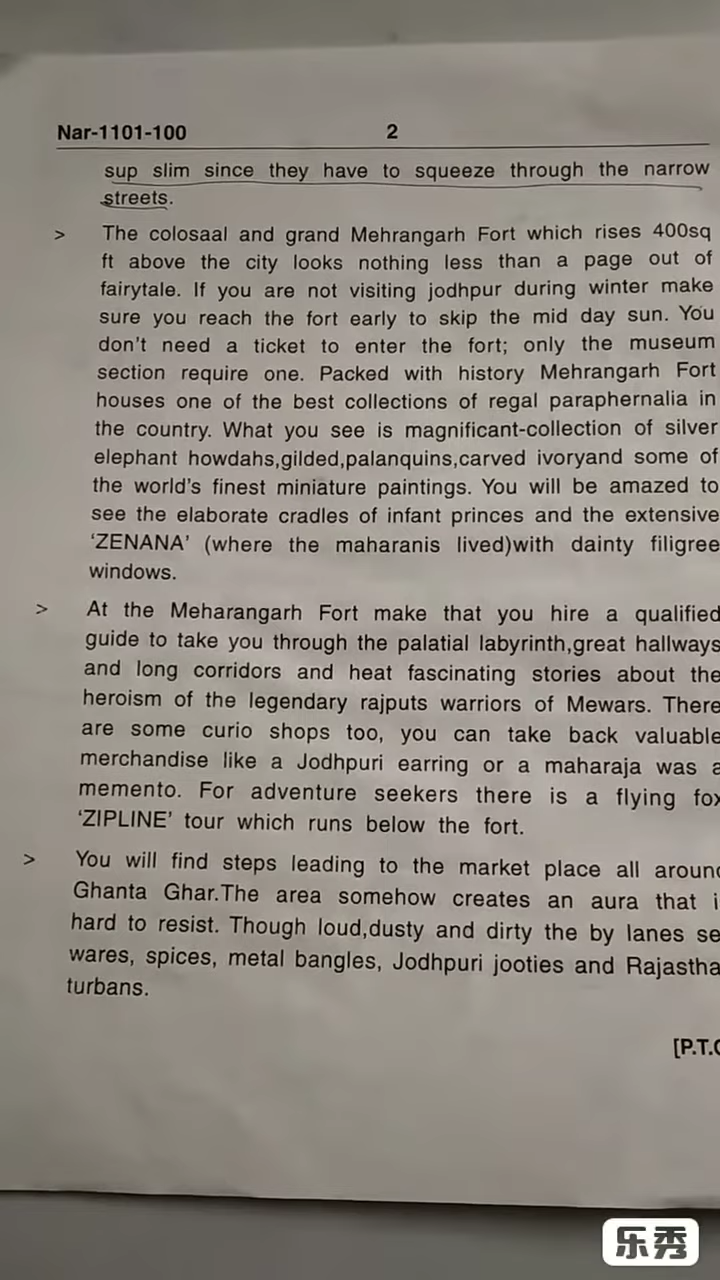 Nar-1101-100 2
sup slim since they have to squeeze through the narrow
streets.
> The colosaal and grand Mehrangarh Fort which rises 400sq
ft above the city looks nothing less than a page out of
fairytale. If you are not visiting jodhpur during winter make
sure you reach the fort early to skip the mid day sun. You
don't need a ticket to enter the fort; only the museum
section require one. Packed with history Mehrangarh Fort
houses one of the best collections of regal paraphernalia in
the country. What you see is magnificant-collection of silver
elephant howdahs,gilded,palanquins,carved ivoryand some of
the world's finest miniature paintings. You will be amazed to
see the elaborate cradles of infant princes and the extensive
'ZENANA' (where the maharanis lived)with dainty filigree
windows.
> At the Meharangarh Fort make that you hire a qualified
guide to take you through the palatial labyrinth,great hallways
and long corridors and heat fascinating stories about the
heroism of the legendary rajputs warriors of Mewars. There
are some curio shops too, you can take back valuable
merchandise like a Jodhpuri earring or a maharaja was a
memento. For adventure seekers there is a flying fox
'ZIPLINE' tour which runs below the fort.
> You will find steps leading to the market place all aroun
Ghanta Ghar.The area somehow creates an aura that i
hard to resist. Though loud,dusty and dirty the by lanes se
wares, spices, metal bangles, Jodhpuri jooties and Rajastha
turbans.
[P.T.
乐秀